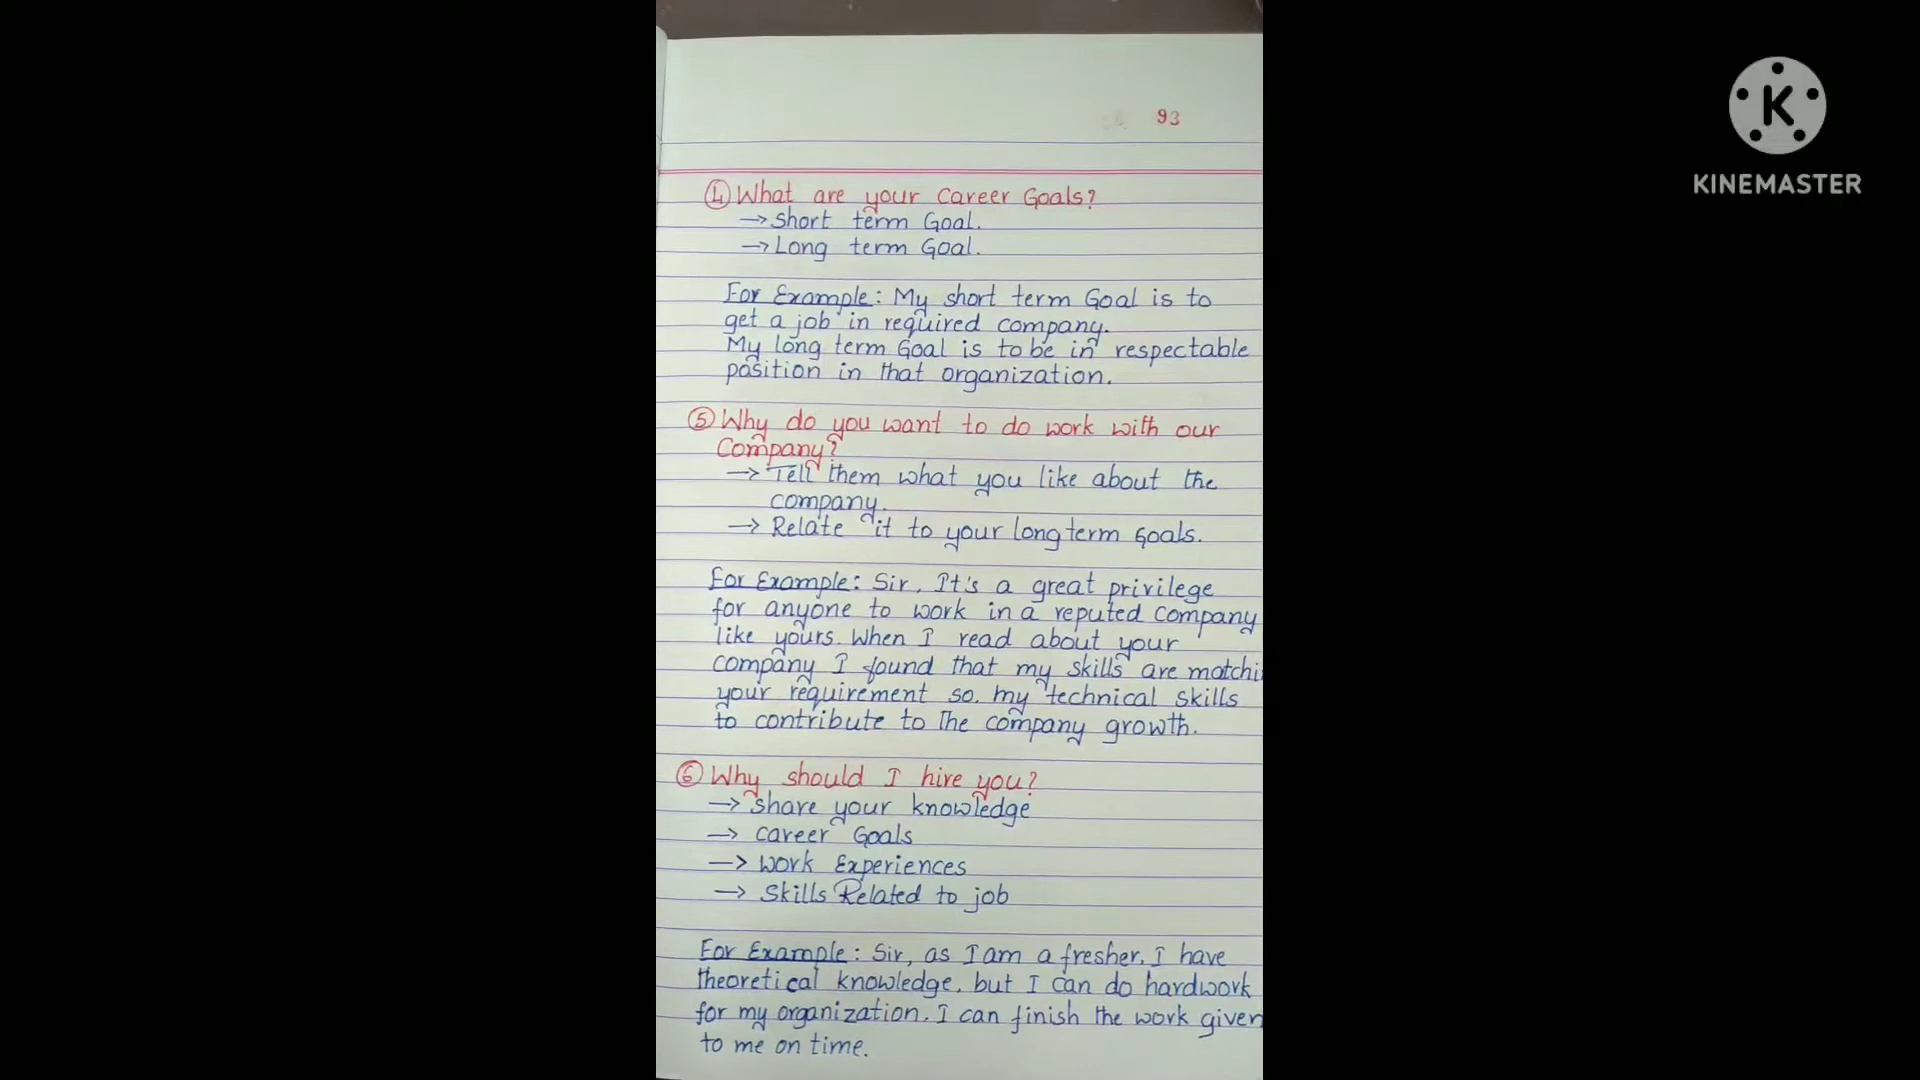 93
④ What are your Career Goals?
→ Short term Goal.
→ Long term Goal.
For Example: My short term Goal is to
get a job in required company.
My long term Goal is to be in respectable
position in that organization.
⑤ Why do you want to do work with our
Company?
→ Tell them what you like about the
company.
→ Relate it to your long term Goals.
For Example: Sir, It's a great privilege
for anyone to work in a reputed company
like yours. When I read about your
company I found that my skills are matchi
your requirement so, my technical skills
to contribute to the company growth.
⑥ Why should I hire you?
→ Share your knowledge
→ Career Goals
→ Work Experiences
→ Skills Related to job
For Example: Sir, as I am a fresher, I have
theoretical knowledge, but I can do hardwork
for my organization. I can finish the work given
to me on time.
K
KINEMASTER